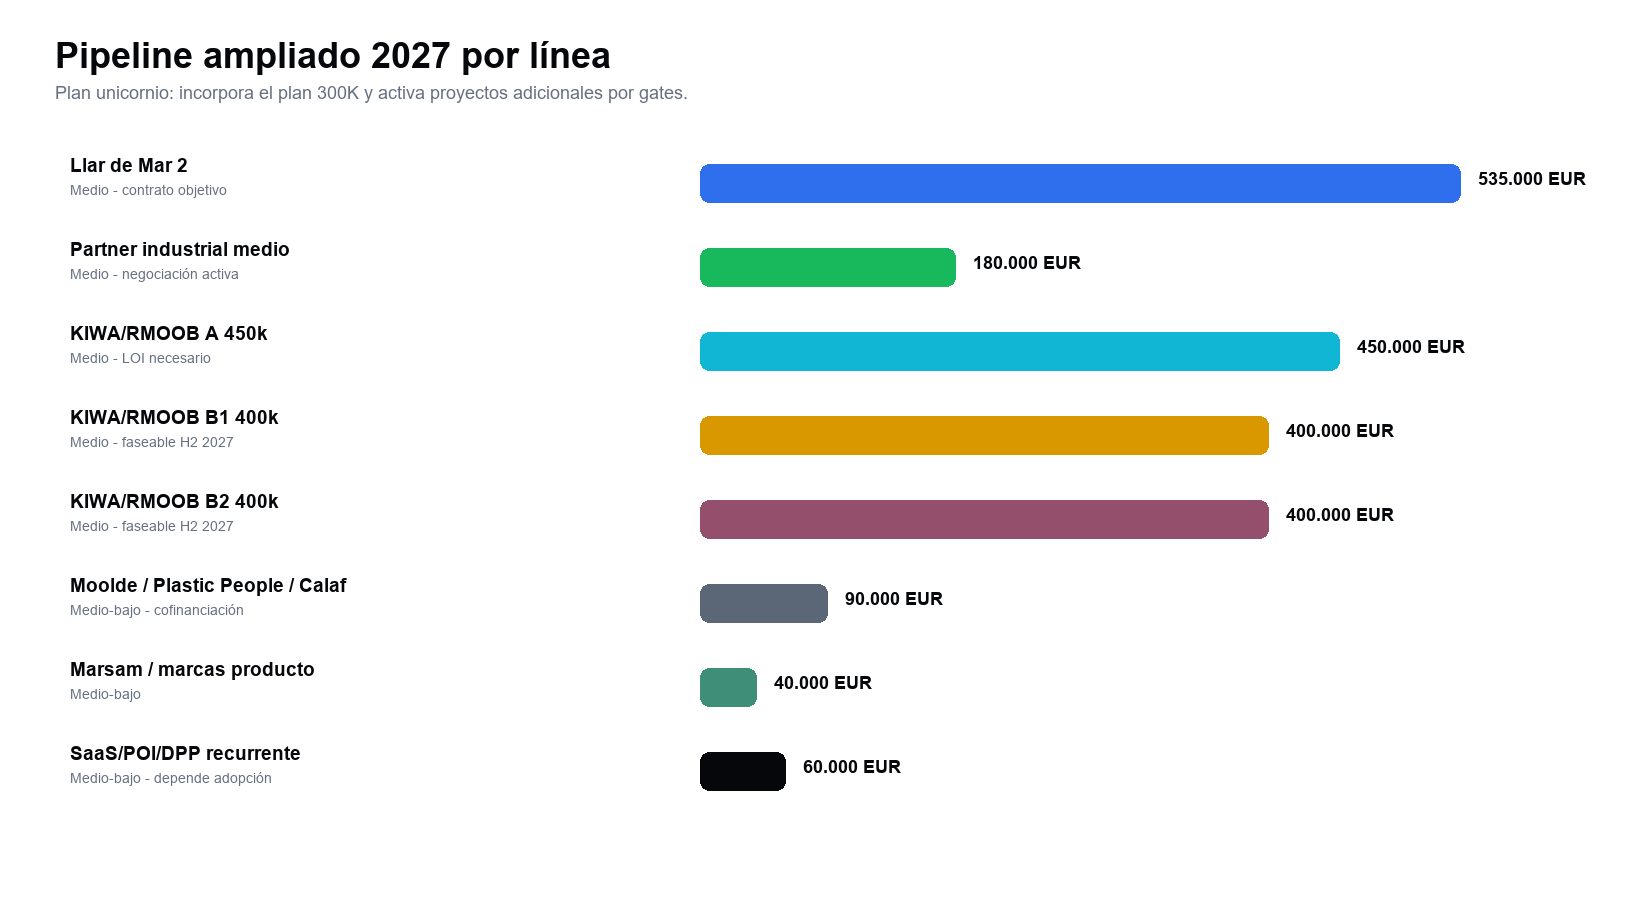 Pipeline ampliado 2027 por línea
Plan unicornio: incorpora el plan 300K y activa proyectos adicionales por gates.
Llar de Mar 2
Medio - contrato objetivo
535.000 EUR
Partner industrial medio
Medio - negociación activa
180.000 EUR
KIWA/RMOOB A 450k
Medio - LOI necesario
450.000 EUR
KIWA/RMOOB B1 400k
Medio - faseable H2 2027
400.000 EUR
KIWA/RMOOB B2 400k
Medio - faseable H2 2027
400.000 EUR
Moolde / Plastic People / Calaf
Medio-bajo - cofinanciación
90.000 EUR
Marsam / marcas producto
Medio-bajo
40.000 EUR
SaaS/POI/DPP recurrente
Medio-bajo - depende adopción
60.000 EUR